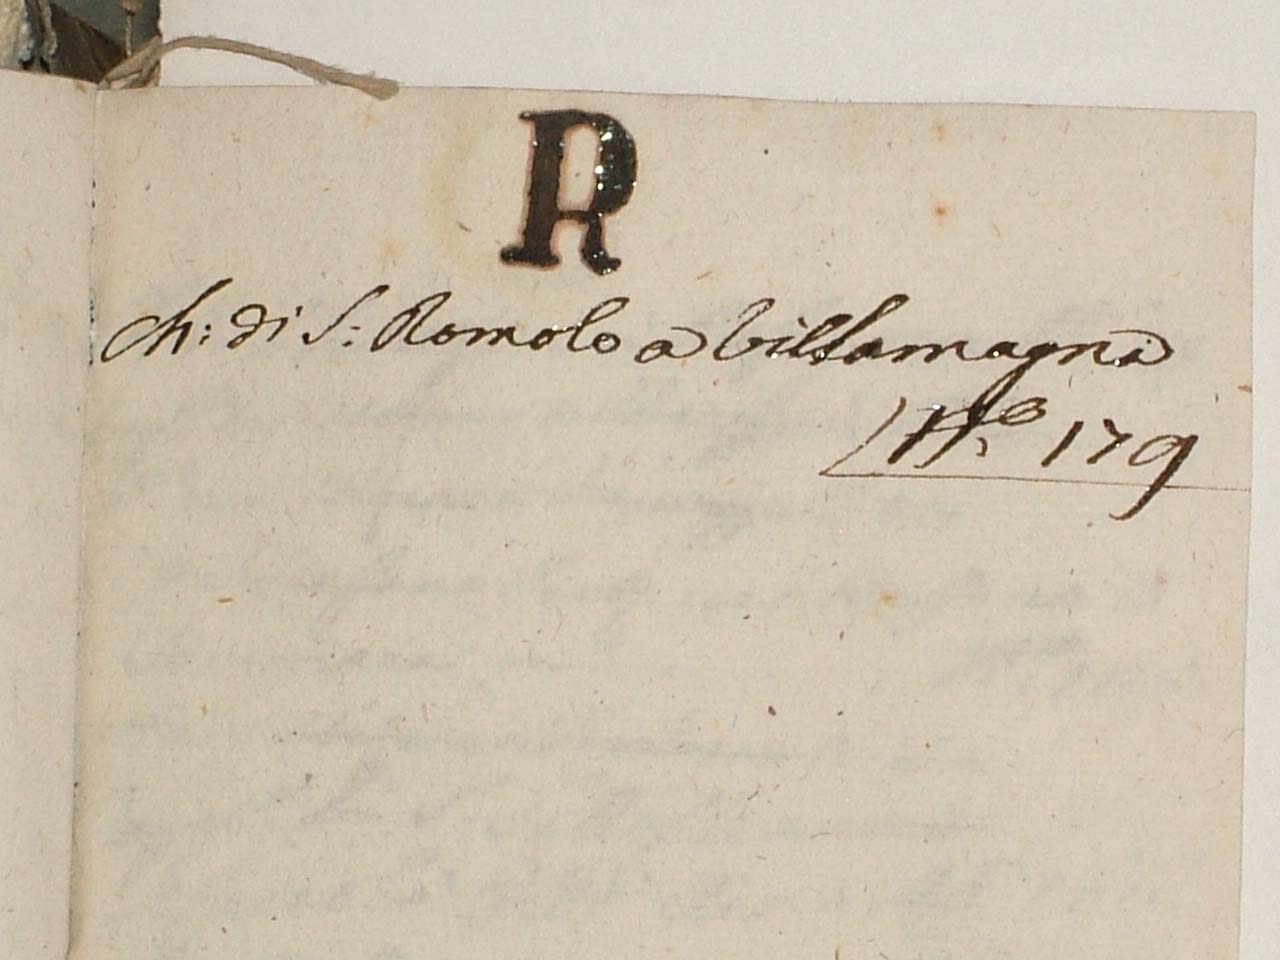 R
Ch: di S: Romolo a Villamagna
N.o 179